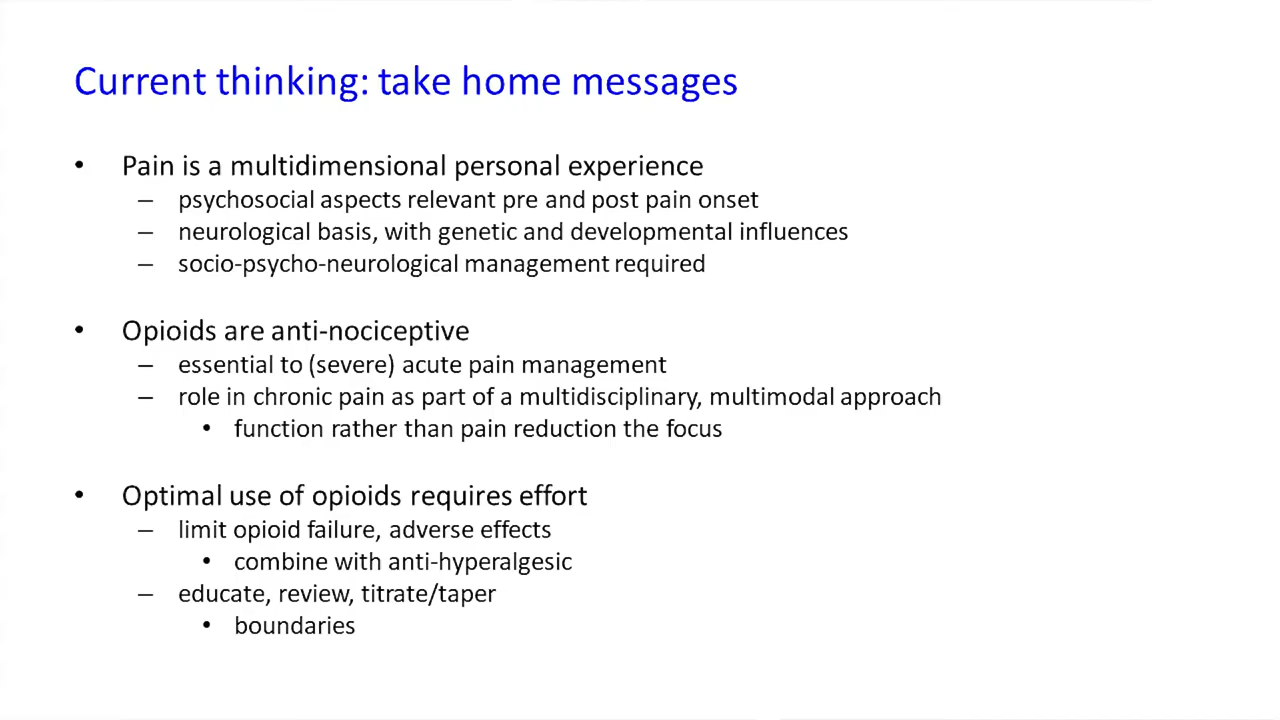 Current thinking: take home messages
• Pain is a multidimensional personal experience
– psychosocial aspects relevant pre and post pain onset
– neurological basis, with genetic and developmental influences
– socio-psycho-neurological management required
• Opioids are anti-nociceptive
– essential to (severe) acute pain management
– role in chronic pain as part of a multidisciplinary, multimodal approach
• function rather than pain reduction the focus
• Optimal use of opioids requires effort
– limit opioid failure, adverse effects
• combine with anti-hyperalgesic
– educate, review, titrate/taper
• boundaries